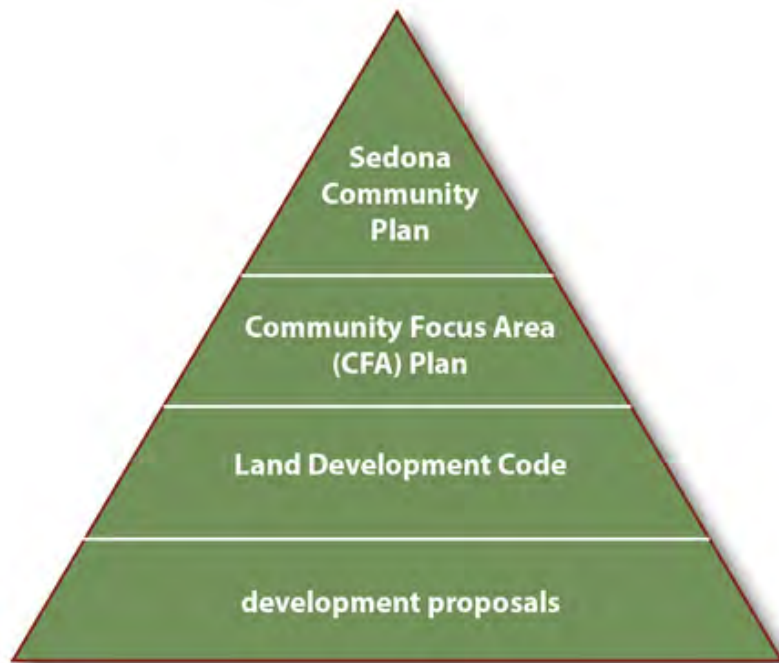 Sedona
Community
Plan
Community Focus Area
(CFA) Plan
Land Development Code
development proposals